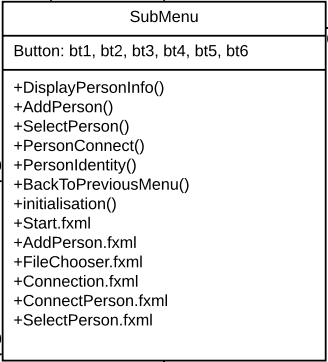 SubMenu
Button: bt1, bt2, bt3, bt4, bt5, bt6
+DisplayPersonInfo()
+AddPerson()
+SelectPerson()
+PersonConnect()
+PersonIdentity()
+BackToPreviousMenu()
+initialisation()
+Start.fxml
+AddPerson.fxml
+FileChooser.fxml
+Connection.fxml
+ConnectPerson.fxml
+SelectPerson.fxml